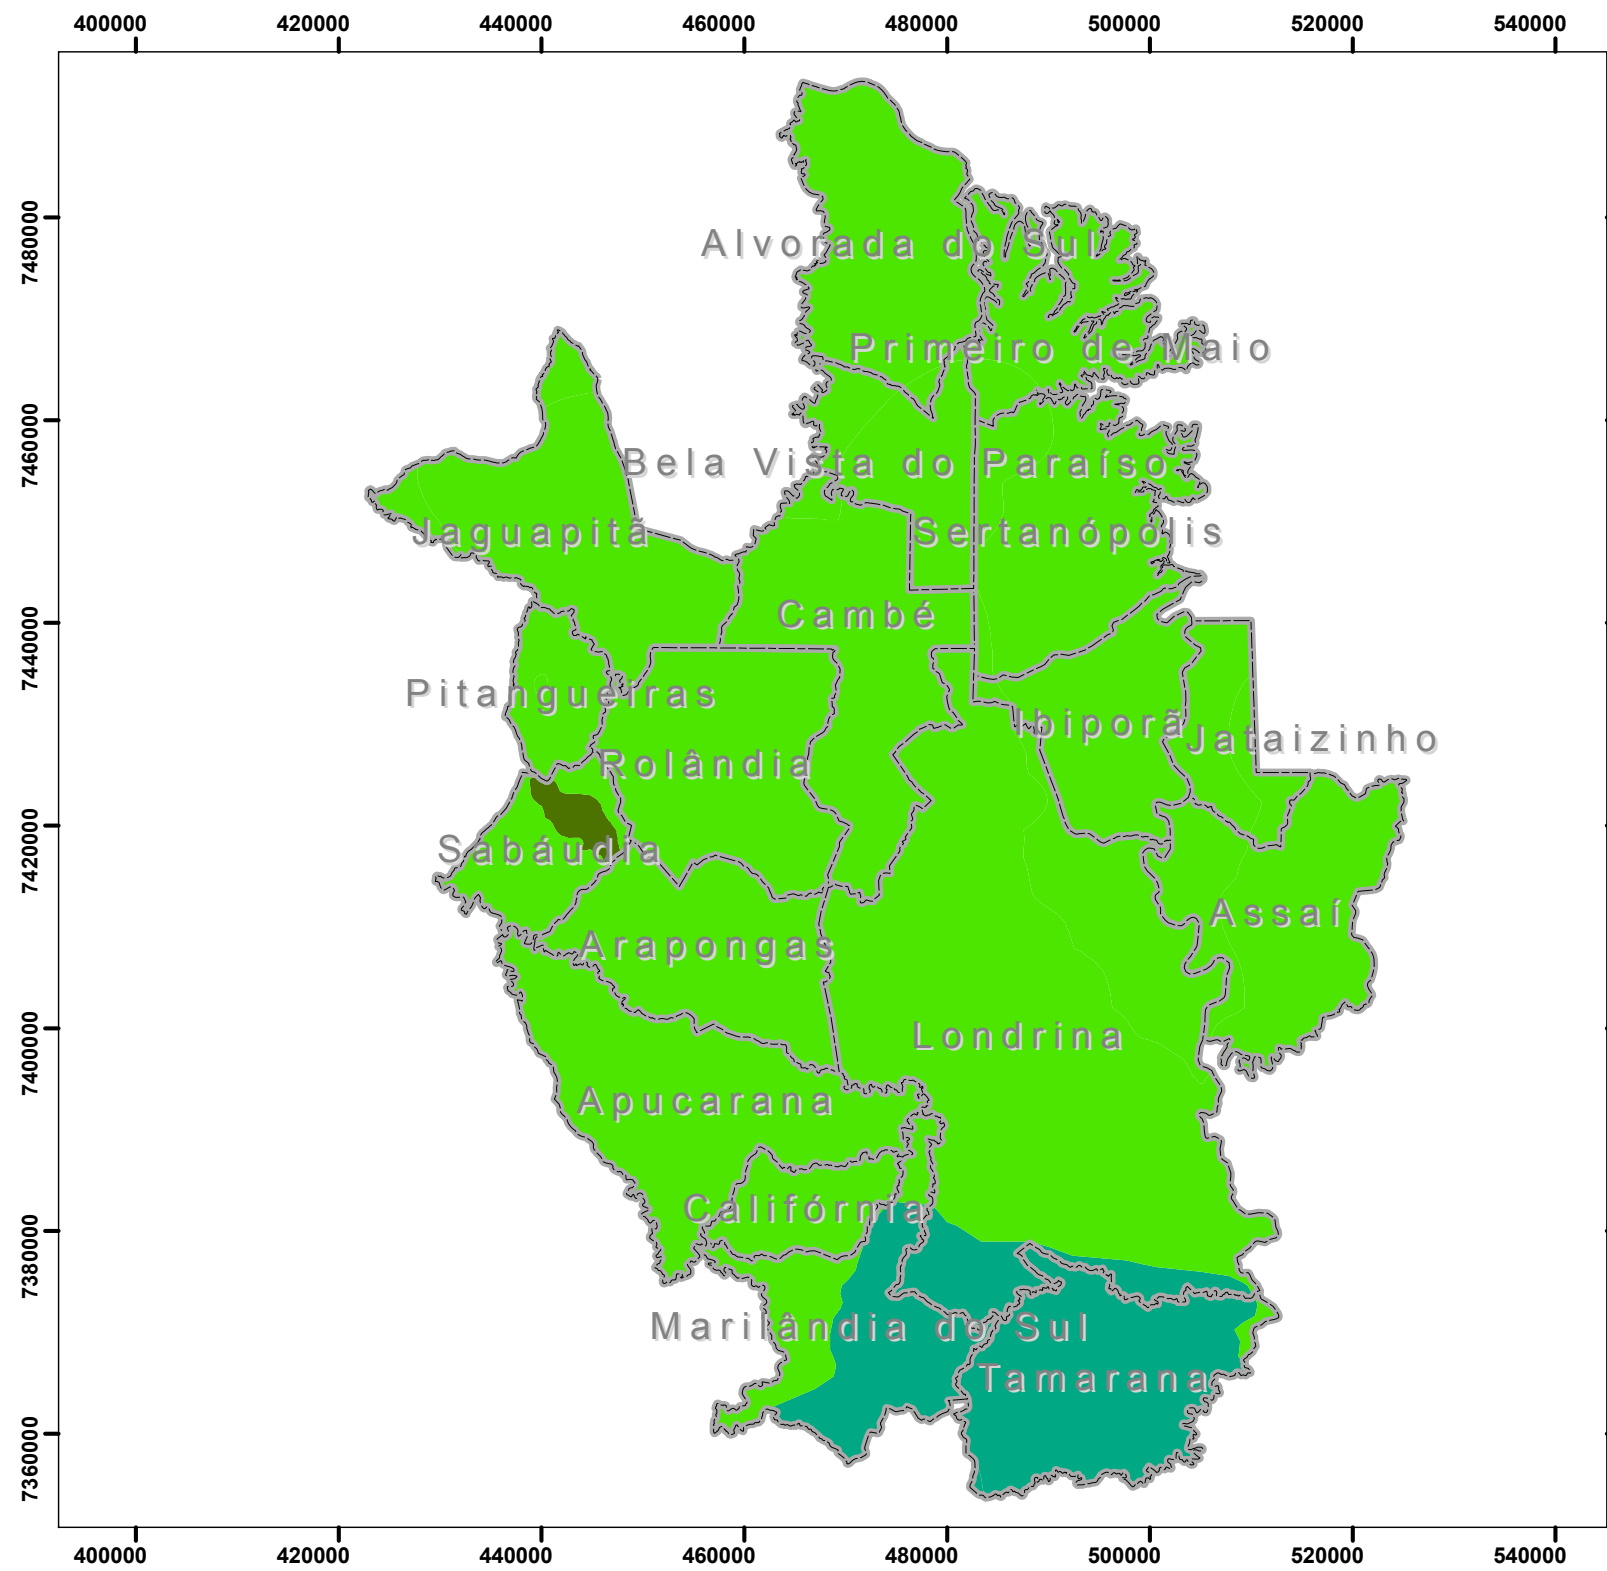 400000 420000 440000 460000 480000 500000 520000 540000
7480000
Alvorada do Sul
Primeiro de Maio
7460000
Bela Vista do Paraíso
Jaguapitã
Sertanópolis
7440000
Cambé
Pitangueiras
Ibiporã
Jataizinho
Rolândia
7420000
Sabáudia
Assaí
Arapongas
7400000
Londrina
Apucarana
7380000
Califórnia
Marilândia do Sul
Tamarana
7360000
400000 420000 440000 460000 480000 500000 520000 540000